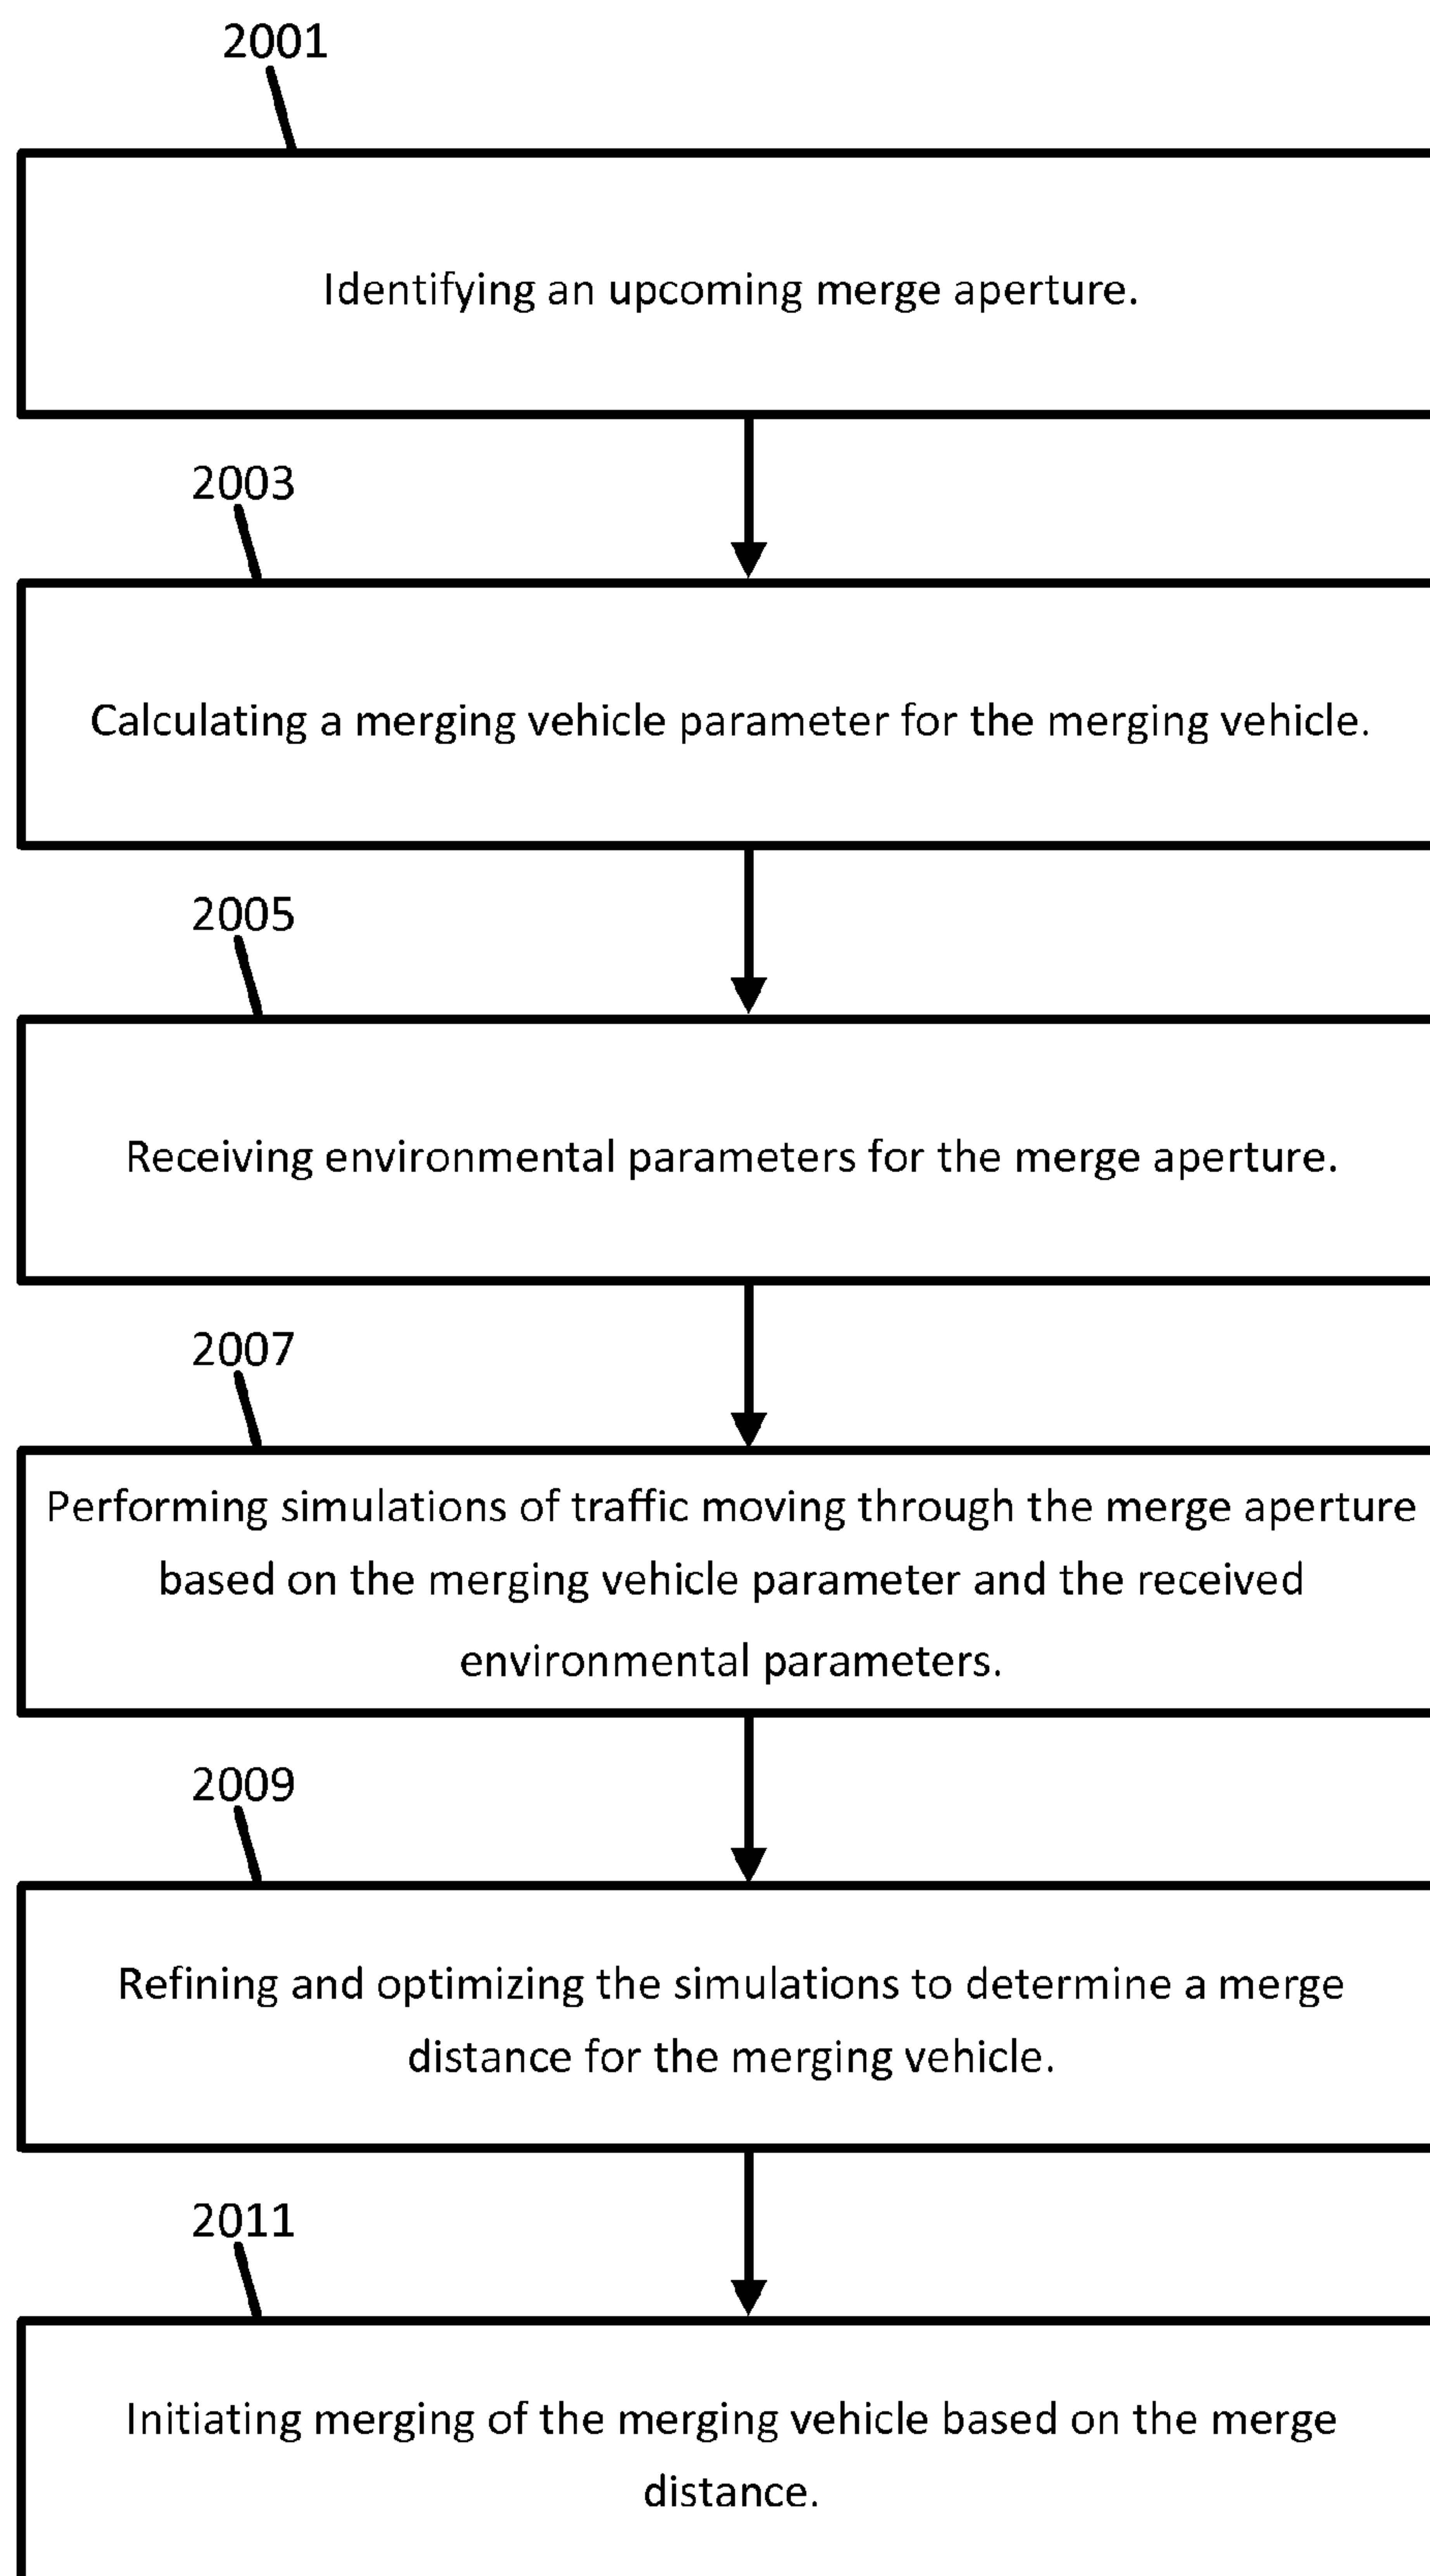 2001
Identifying an upcoming merge aperture.
2003
Calculating a merging vehicle parameter for the merging vehicle.
2005
Receiving environmental parameters for the merge aperture.
2007
Performing simulations of traffic moving through the merge aperture
based on the merging vehicle parameter and the received
environmental parameters.
2009
Refining and optimizing the simulations to determine a merge
distance for the merging vehicle.
2011
Initiating merging of the merging vehicle based on the merge
distance.